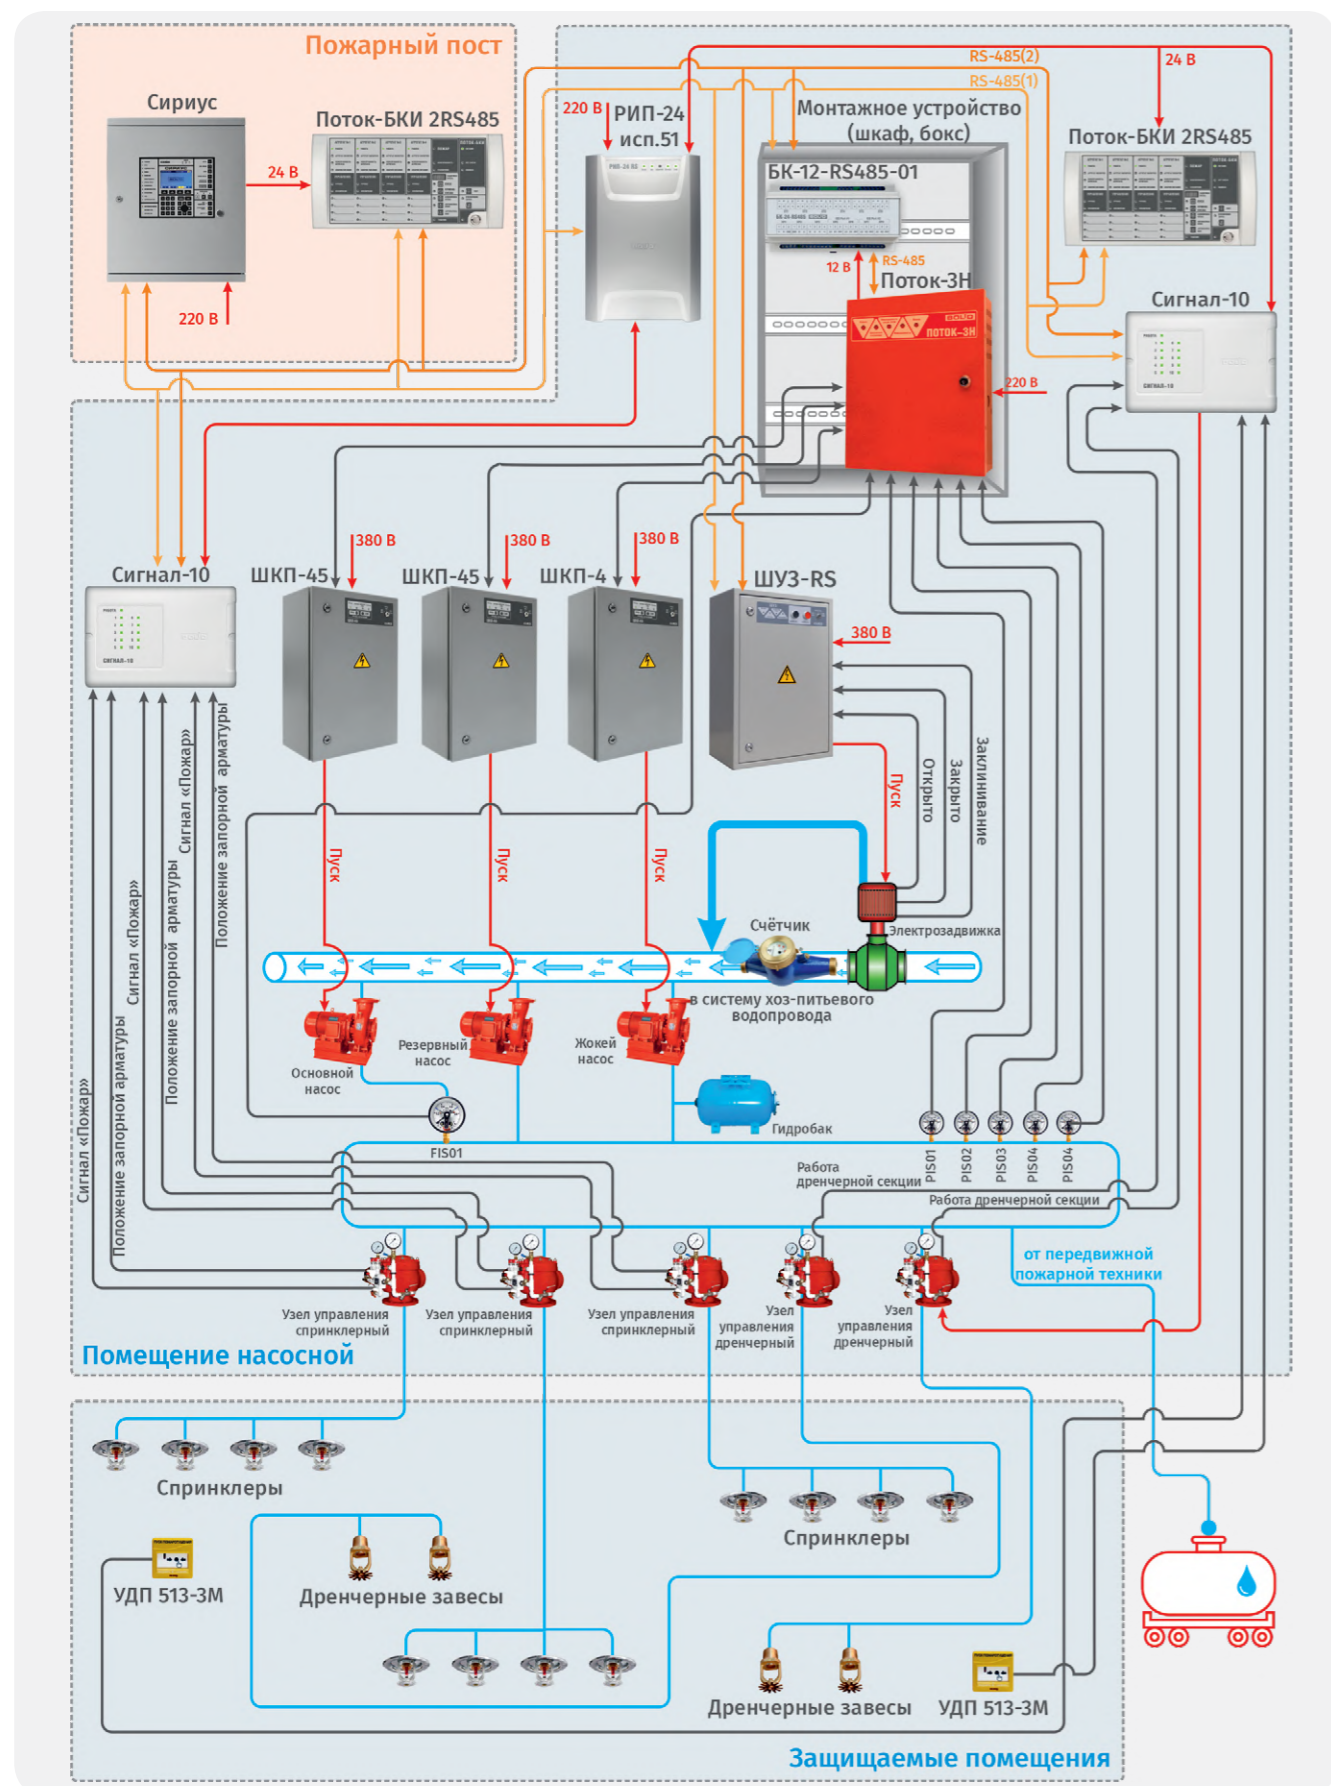 Пожарный пост
Сириус
Поток-БКИ 2RS485
24 В
220 В
RS-485(2)
RS-485(1)
24 В
220 В
РИП-24
исп.51
Монтажное устройство
(шкаф, бокс)
Поток-БКИ 2RS485
БК-12-RS485-01
12 В
RS-485
Поток-3Н
ПОТОК-3Н
220 В
Сигнал-10
СИГНАЛ-10
Сигнал-10
СИГНАЛ-10
ШКП-45
380 В
ШКП-45
380 В
ШКП-4
380 В
ШУЗ-RS
380 В
Сигнал «Пожар»
Положение запорной арматуры
Сигнал «Пожар»
Положение запорной арматуры
Сигнал «Пожар»
Положение запорной арматуры
Пуск
Пуск
Пуск
Пуск
Открыто
Закрыто
Заклинивание
Счётчик
Электрозадвижка
в систему хоз-питьевого
водопровода
Основной
насос
Резервный
насос
Жокей
насос
Гидробак
FIS01
PIS01
PIS02
PIS03
PIS04
PIS04
Работа
дренчерной секции
Работа дренчерной секции
от передвижной
пожарной техники
Узел управления
спринклерный
Узел управления
спринклерный
Узел управления
спринклерный
Узел
управления
дренчерный
Узел
управления
дренчерный
Помещение насосной
Спринклеры
Спринклеры
УДП 513-3М
Дренчерные завесы
Дренчерные завесы
УДП 513-3М
Защищаемые помещения